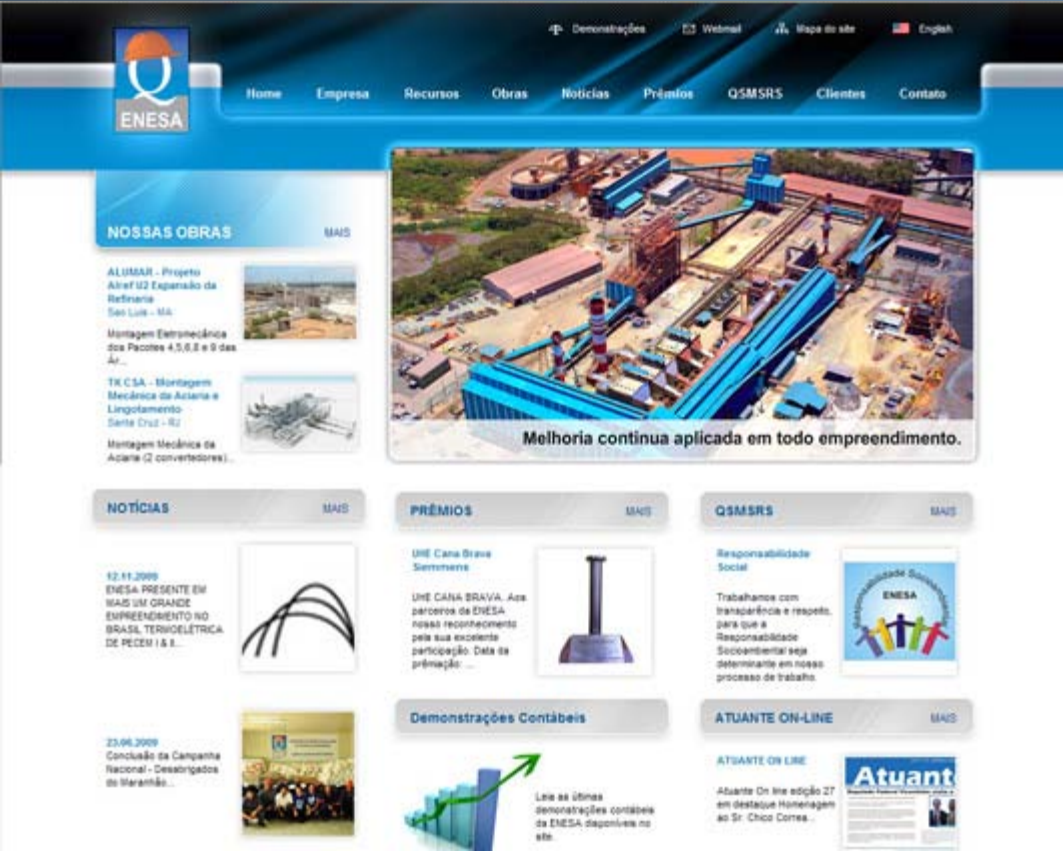 Demonstrações
Webmail
Mapa do site
English
ENESA
Home
Empresa
Recursos
Obras
Notícias
Prêmios
QSMSRS
Clientes
Contato
NOSSAS OBRAS
MAIS
ALUMAR - Projeto
Alref U2 Expansão da
Refinaria
Sao Luis - MA
Montagem Eletromecânica
dos Pacotes 4,5,6,8 e 9 das
Ár...
TK CSA - Montagem
Mecânica da Aciaria e
Lingotamento
Santa Cruz - RJ
Montagem Mecânica da
Aciaria (2 convertedores)...
Melhoria continua aplicada em todo empreendimento.
NOTÍCIAS
MAIS
12.11.2009
ENESA PRESENTE EM
MAIS UM GRANDE
EMPREENDIMENTO NO
BRASIL TERMOELÉTRICA
DE PECEM I & II...
23.06.2009
Conclusão da Campanha
Nacional - Desabrigados
do Maranhão...
PRÊMIOS
MAIS
UHE Cana Brava
Siemmens
UHE CANA BRAVA. Aos
parceiros da ENESA
nosso reconhecimento
pela sua excelente
participação. Data da
prêmiação: ...
Demonstrações Contábeis
Leia as últimas
demonstrações contábeis
da ENESA disponíveis no
site.
QSMSRS
MAIS
Responsabilidade
Social
Trabalhamos com
transparência e respeito,
para que a
Responsabilidade
Socioambiental seja
determinante em nosso
processo de trabalho
Responsabilidade Socioambiental
ENESA
ATUANTE ON-LINE
MAIS
ATUANTE ON LINE
Atuante On line edição 27
em destaque Homenagem
ao Sr. Chico Correa...
Atuant